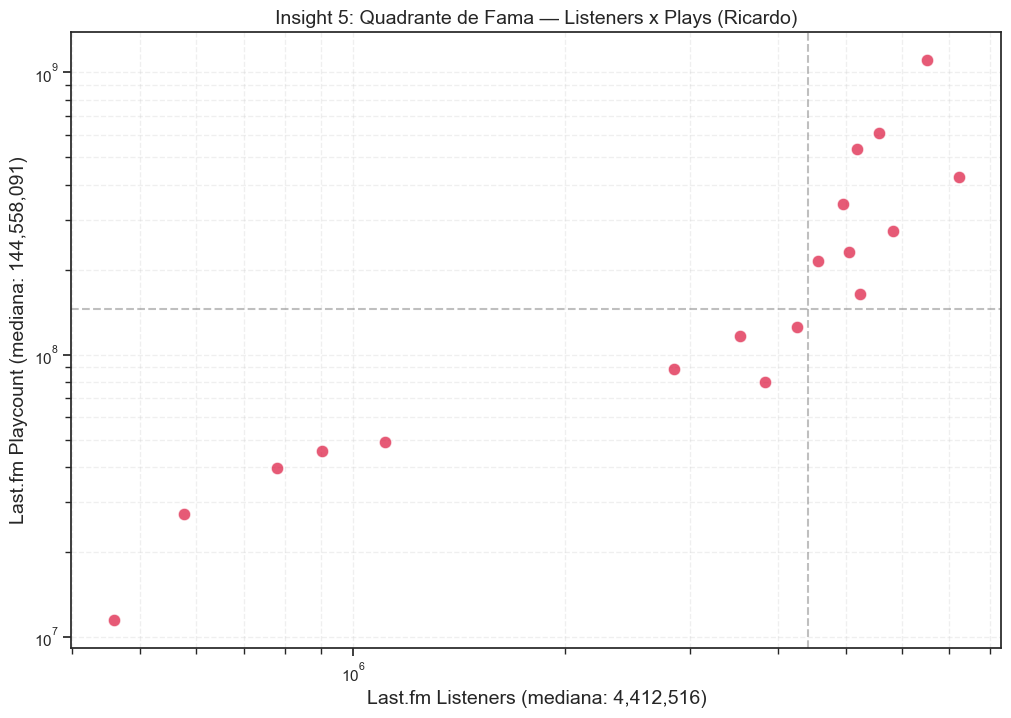 Insight 5: Quadrante de Fama — Listeners x Plays (Ricardo)
Last.fm Playcount (mediana: 144,558,091)
10^9
10^8
10^7
10^6
Last.fm Listeners (mediana: 4,412,516)